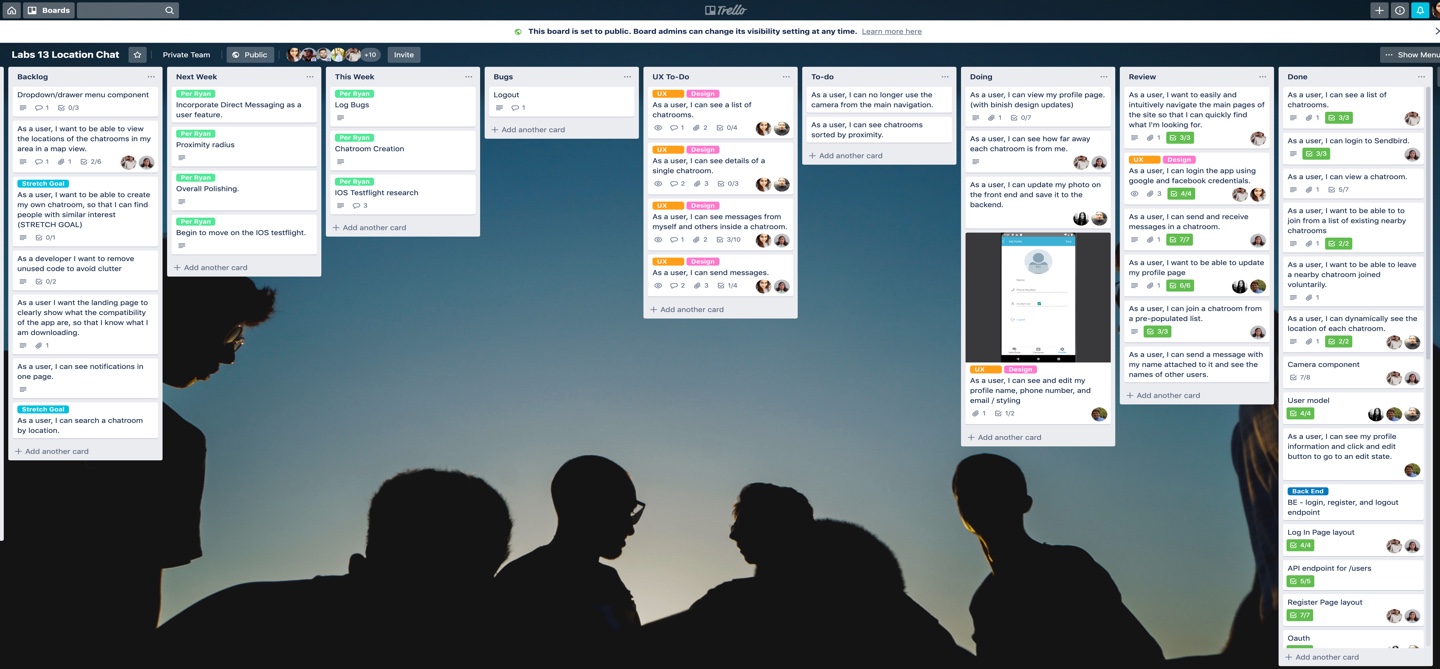 Boards
Trello
This board is set to public. Board admins can change its visibility setting at any time. Learn more here
Labs 13 Location Chat
Private Team
Public
+10
Invite
Show Menu
Backlog
Dropdown/drawer menu component
1 0/3
As a user, I want to be able to view
the locations of the chatrooms in my
area in a map view.
1 1 2/6
Stretch Goal
As a user, I want to be able to create
my own chatroom, so that I can find
people with similar interest
(STRETCH GOAL)
0/1
As a developer I want to remove
unused code to avoid clutter
0/2
As a user I want the landing page to
clearly show what the compatibility
of the app are, so that I know what I
am downloading.
1
As a user, I can see notifications in
one page.
Stretch Goal
As a user, I can search a chatroom
by location.
+ Add another card
Next Week
Per Ryan
Incorporate Direct Messaging as a
user feature.
Per Ryan
Proximity radius
Per Ryan
Overall Polishing.
Per Ryan
Begin to move on the IOS testflight.
+ Add another card
This Week
Per Ryan
Log Bugs
Per Ryan
Chatroom Creation
Per Ryan
IOS Testflight research
3
+ Add another card
Bugs
Logout
1
+ Add another card
UX To-Do
UX Design
As a user, I can see a list of
chatrooms.
1 2 0/4
UX Design
As a user, I can see details of a
single chatroom.
2 3 0/3
UX Design
As a user, I can see messages from
myself and others inside a chatroom.
1 2 3/10
UX Design
As a user, I can send messages.
2 3 1/4
+ Add another card
To-do
As a user, I can no longer use the
camera from the main navigation.
As a user, I can see chatrooms
sorted by proximity.
+ Add another card
Doing
As a user, I can view my profile page.
(with binish design updates)
1 0/7
As a user, I can see how far away
each chatroom is from me.
As a user, I can update my photo on
the front end and save it to the
backend.
UX Design
As a user, I can see and edit my
profile name, phone number, and
email / styling
1 1/2
+ Add another card
Review
As a user, I want to easily and
intuitively navigate the main pages of
the site so that I can quickly find
what I'm looking for.
1 3/3
UX Design
As a user, I can login the app using
google and facebook credentials.
3 4/4
As a user, I can send and receive
messages in a chatroom.
1 7/7
As a user, I want to be able to update
my profile page
1 6/6
As a user, I can join a chatroom from
a pre-populated list.
3/3
As a user, I can send a message with
my name attached to it and see the
names of other users.
+ Add another card
Done
As a user, I can see a list of
chatrooms.
1 3/3
As a user, I can login to Sendbird.
3/3
As a user, I can view a chatroom.
1 5/7
As a user, I want to be able to to
join from a list of existing nearby
chatrooms
1 2/2
As a user, I want to be able to leave
a nearby chatroom joined
voluntarily.
1
As a user, I can dynamically see the
location of each chatroom.
1 2/2
Camera component
7/8
User model
4/4
As a user, I can see my profile
information and click and edit
button to go to an edit state.
Back End
BE - login, register, and logout
endpoint
Log In Page layout
4/4
API endpoint for /users
5/5
Register Page layout
7/7
Oauth
+ Add another card